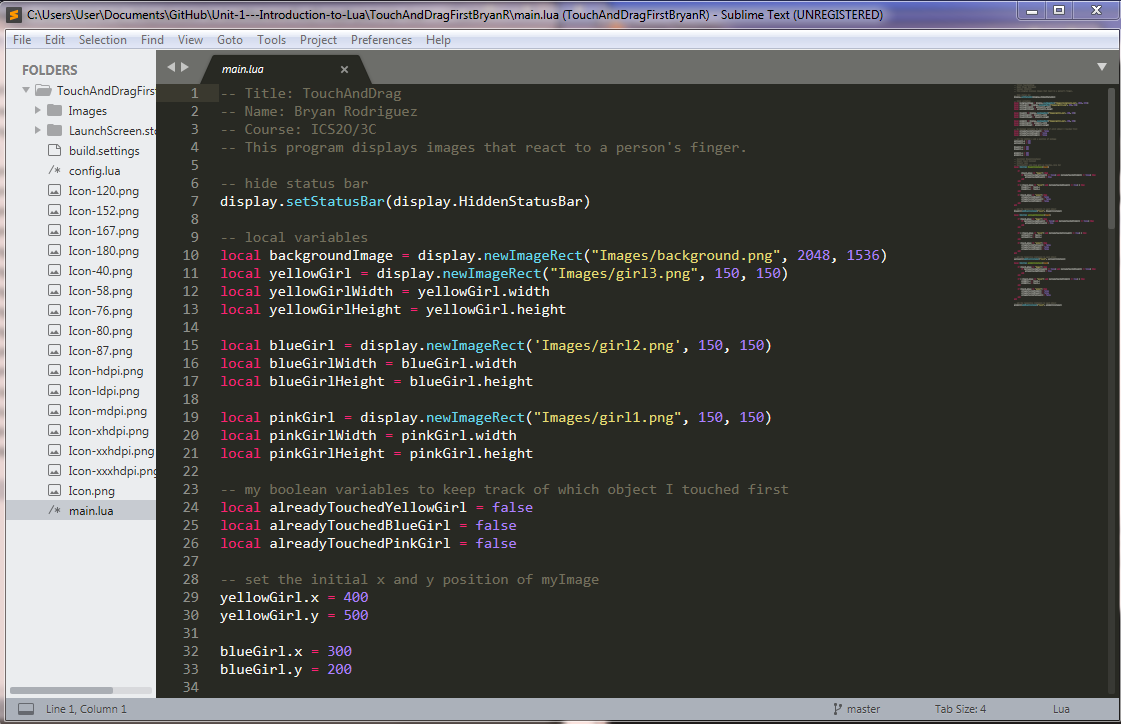 C:\Users\User\Documents\GitHub\Unit-1---Introduction-to-Lua\TouchAndDragFirstBryanR\main.lua (TouchAndDragFirstBryanR) - Sublime Text (UNREGISTERED)
File Edit Selection Find View Goto Tools Project Preferences Help
FOLDERS
TouchAndDragFirs
Images
LaunchScreen.sto
build.settings
/* config.lua
Icon-120.png
Icon-152.png
Icon-167.png
Icon-180.png
Icon-40.png
Icon-58.png
Icon-76.png
Icon-80.png
Icon-87.png
Icon-hdpi.png
Icon-ldpi.png
Icon-mdpi.png
Icon-xhdpi.png
Icon-xxhdpi.png
Icon-xxxhdpi.png
Icon.png
/* main.lua
main.lua ×
1 -- Title: TouchAndDrag
2 -- Name: Bryan Rodriguez
3 -- Course: ICS2O/3C
4 -- This program displays images that react to a person's finger.
5
6 -- hide status bar
7 display.setStatusBar(display.HiddenStatusBar)
8
9 -- local variables
10 local backgroundImage = display.newImageRect("Images/background.png", 2048, 1536)
11 local yellowGirl = display.newImageRect("Images/girl3.png", 150, 150)
12 local yellowGirlWidth = yellowGirl.width
13 local yellowGirlHeight = yellowGirl.height
14
15 local blueGirl = display.newImageRect('Images/girl2.png', 150, 150)
16 local blueGirlWidth = blueGirl.width
17 local blueGirlHeight = blueGirl.height
18
19 local pinkGirl = display.newImageRect("Images/girl1.png", 150, 150)
20 local pinkGirlWidth = pinkGirl.width
21 local pinkGirlHeight = pinkGirl.height
22
23 -- my boolean variables to keep track of which object I touched first
24 local alreadyTouchedYellowGirl = false
25 local alreadyTouchedBlueGirl = false
26 local alreadyTouchedPinkGirl = false
27
28 -- set the initial x and y position of myImage
29 yellowGirl.x = 400
30 yellowGirl.y = 500
31
32 blueGirl.x = 300
33 blueGirl.y = 200
34
Line 1, Column 1 master Tab Size: 4 Lua